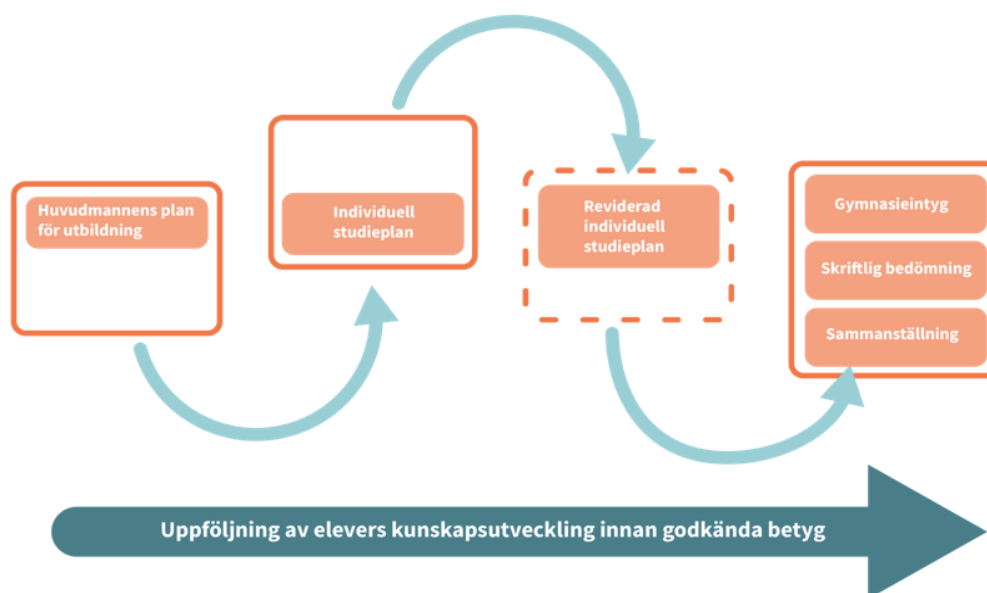 Huvudmannens plan
för utbildning
Individuell
studieplan
Reviderad
individuell
studieplan
Gymnasieintyg
Skriftlig bedömning
Sammanställning
Uppföljning av elevers kunskapsutveckling innan godkända betyg